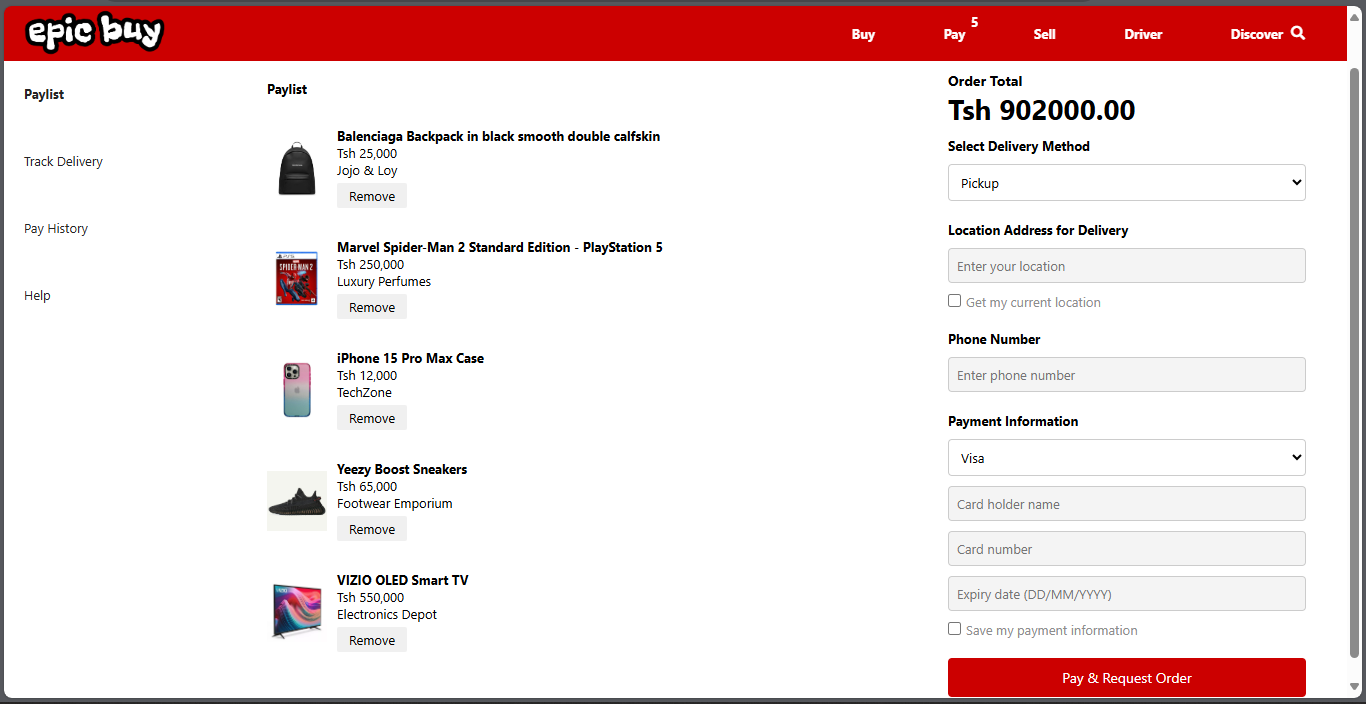 epic buy
Buy
Pay 5
Sell
Driver
Discover
Paylist
Track Delivery
Pay History
Help
Paylist
Balenciaga Backpack in black smooth double calfskin
Tsh 25,000
Jojo & Loy
Remove
Marvel Spider-Man 2 Standard Edition - PlayStation 5
Tsh 250,000
Luxury Perfumes
Remove
iPhone 15 Pro Max Case
Tsh 12,000
TechZone
Remove
Yeezy Boost Sneakers
Tsh 65,000
Footwear Emporium
Remove
VIZIO OLED Smart TV
Tsh 550,000
Electronics Depot
Remove
Order Total
Tsh 902000.00
Select Delivery Method
Pickup
Location Address for Delivery
Enter your location
Get my current location
Phone Number
Enter phone number
Payment Information
Visa
Card holder name
Card number
Expiry date (DD/MM/YYYY)
Save my payment information
Pay & Request Order